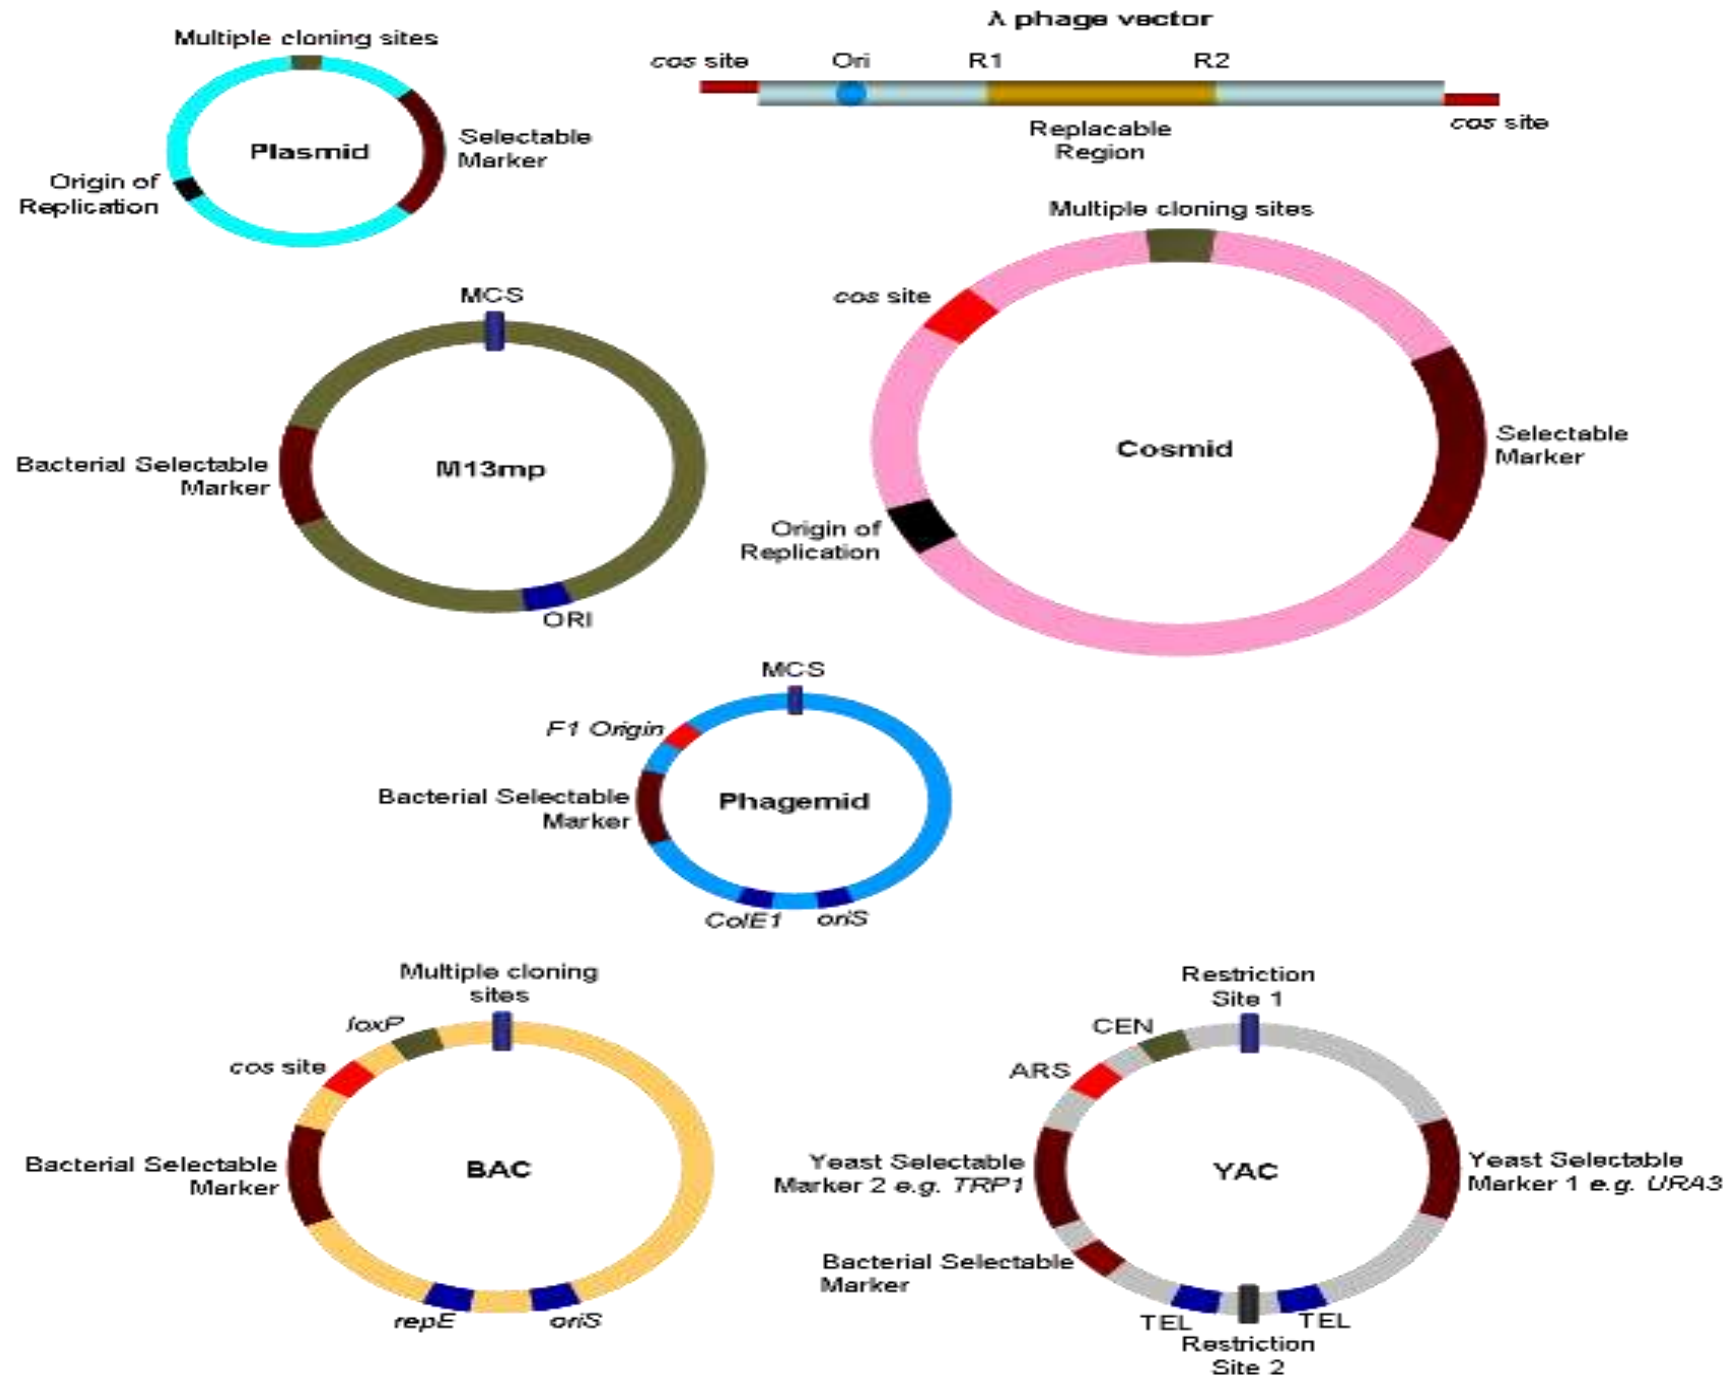 Multiple cloning sites
Plasmid
Selectable
Marker
Origin of
Replication
λ phage vector
cos site
Ori
R1
R2
Replacable
Region
cos site
MCS
Bacterial Selectable
Marker
M13mp
ORI
Multiple cloning sites
cos site
Cosmid
Selectable
Marker
Origin of
Replication
MCS
F1 Origin
Bacterial Selectable
Marker
Phagemid
ColE1
oriS
Multiple cloning
sites
loxP
cos site
Bacterial Selectable
Marker
BAC
repE
oriS
Restriction
Site 1
CEN
ARS
Yeast Selectable
Marker 2 e.g. TRP1
YAC
Yeast Selectable
Marker 1 e.g. URA3
Bacterial Selectable
Marker
TEL
TEL
Restriction
Site 2